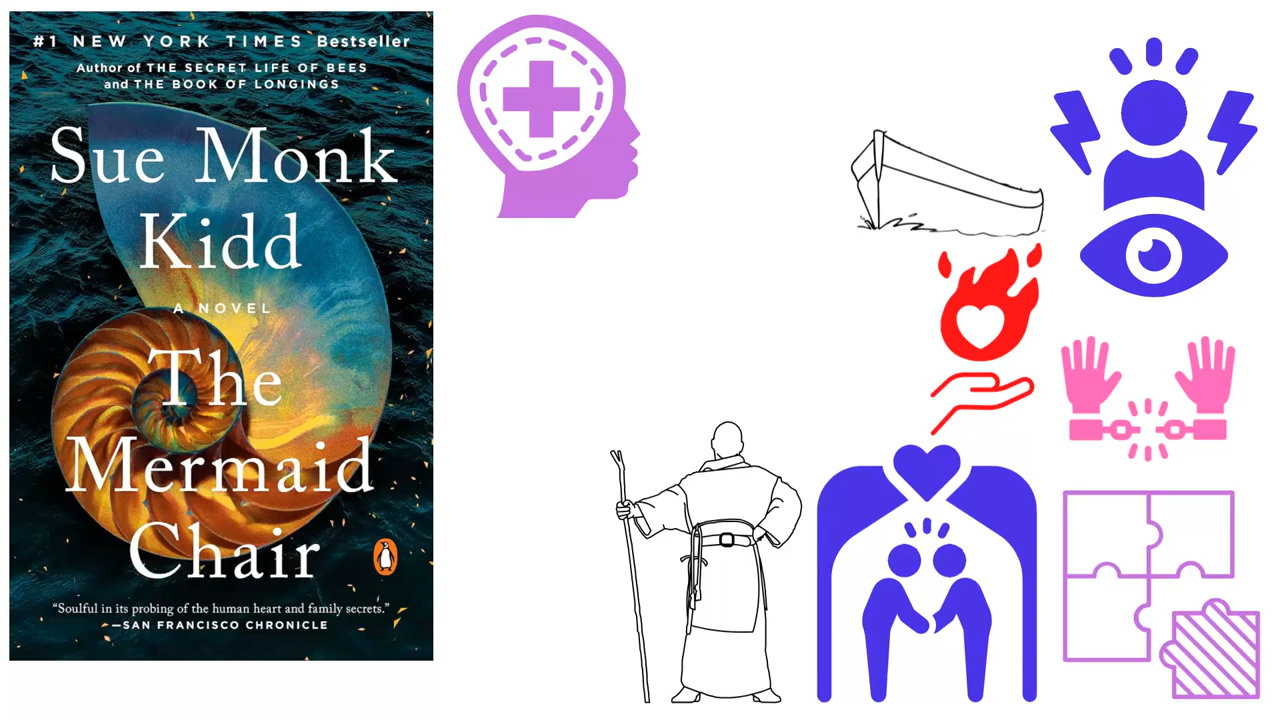 #1 NEW YORK TIMES Bestseller
Author of THE SECRET LIFE OF BEES
and THE BOOK OF LONGINGS
Sue Monk
Kidd
A NOVEL
The
Mermaid
Chair
“Soulful in its probing of the human heart and family secrets.”
—SAN FRANCISCO CHRONICLE